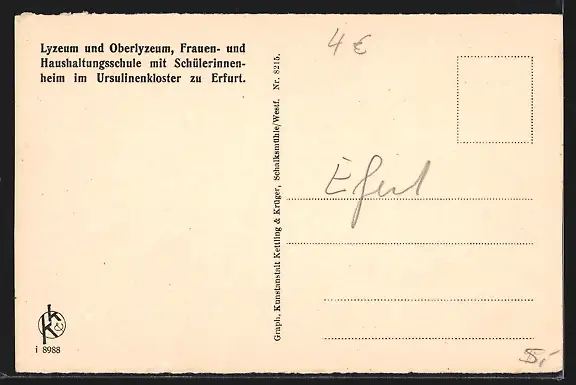 Lyzeum und Oberlyzeum, Frauen- und
Haushaltungsschule mit Schülerinnen-
heim im Ursulinenkloster zu Erfurt.
4 €
Graph. Kunstanstalt Kettling & Krüger, Schalksmühle/Westf. Nr. 8215.
k&k
i 8988